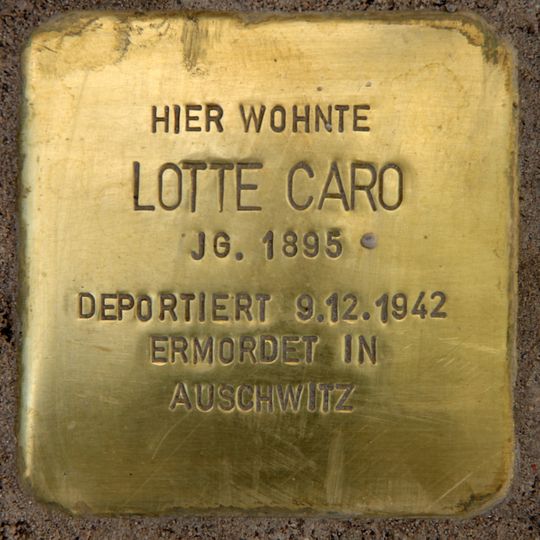 HIER WOHNTE
LOTTE CARO
JG. 1895
DEPORTIERT 9.12.1942
ERMORDET IN
AUSCHWITZ